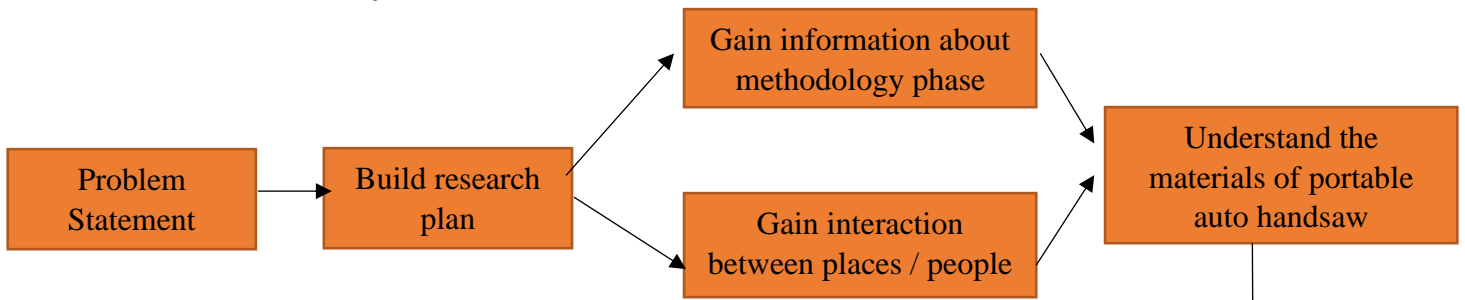 Problem
Statement
Build research
plan
Gain information about
methodology phase
Gain interaction
between places / people
Understand the
materials of portable
auto handsaw